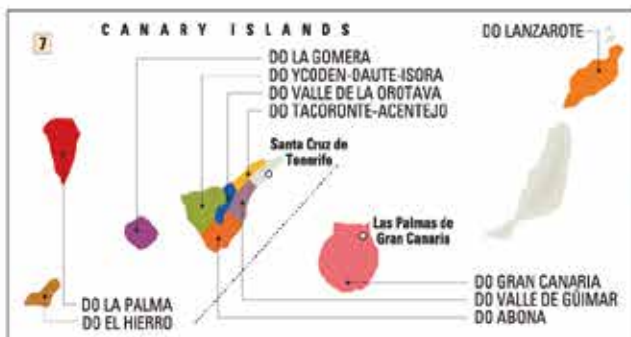 7
CANARY ISLANDS
DO LANZAROTE
DO LA GOMERA
DO YCODEN-DAUTE-ISORA
DO VALLE DE LA OROTAVA
DO TACORONTE-ACENTEJO
Santa Cruz de
Tenerife
Las Palmas de
Gran Canaria
DO LA PALMA
DO EL HIERRO
DO GRAN CANARIA
DO VALLE DE GÜIMAR
DO ABONA